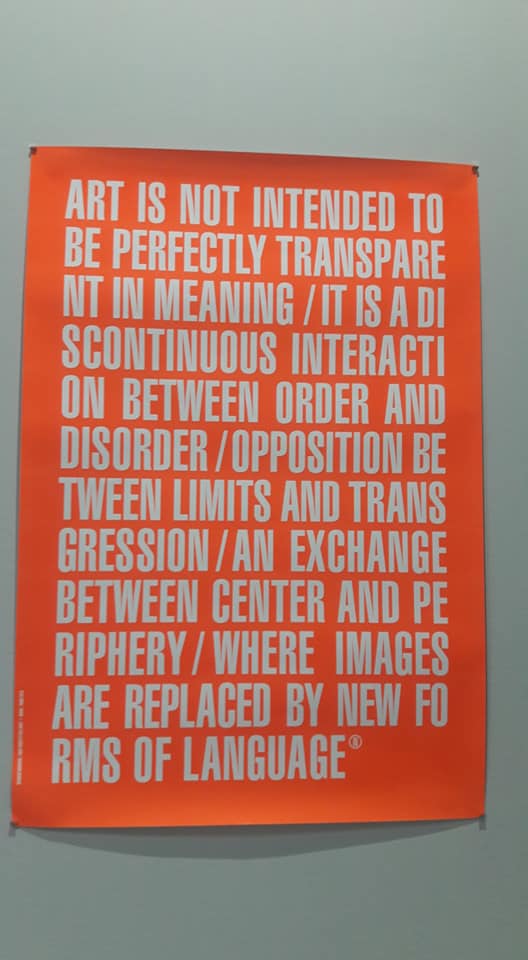 ART IS NOT INTENDED TO
BE PERFECTLY TRANSPARE
NT IN MEANING / IT IS A DI
SCONTINUOUS INTERACTI
ON BETWEEN ORDER AND
DISORDER / OPPOSITION BE
TWEEN LIMITS AND TRANS
GRESSION / AN EXCHANGE
BETWEEN CENTER AND PE
RIPHERY / WHERE IMAGES
ARE REPLACED BY NEW FO
RMS OF LANGUAGE